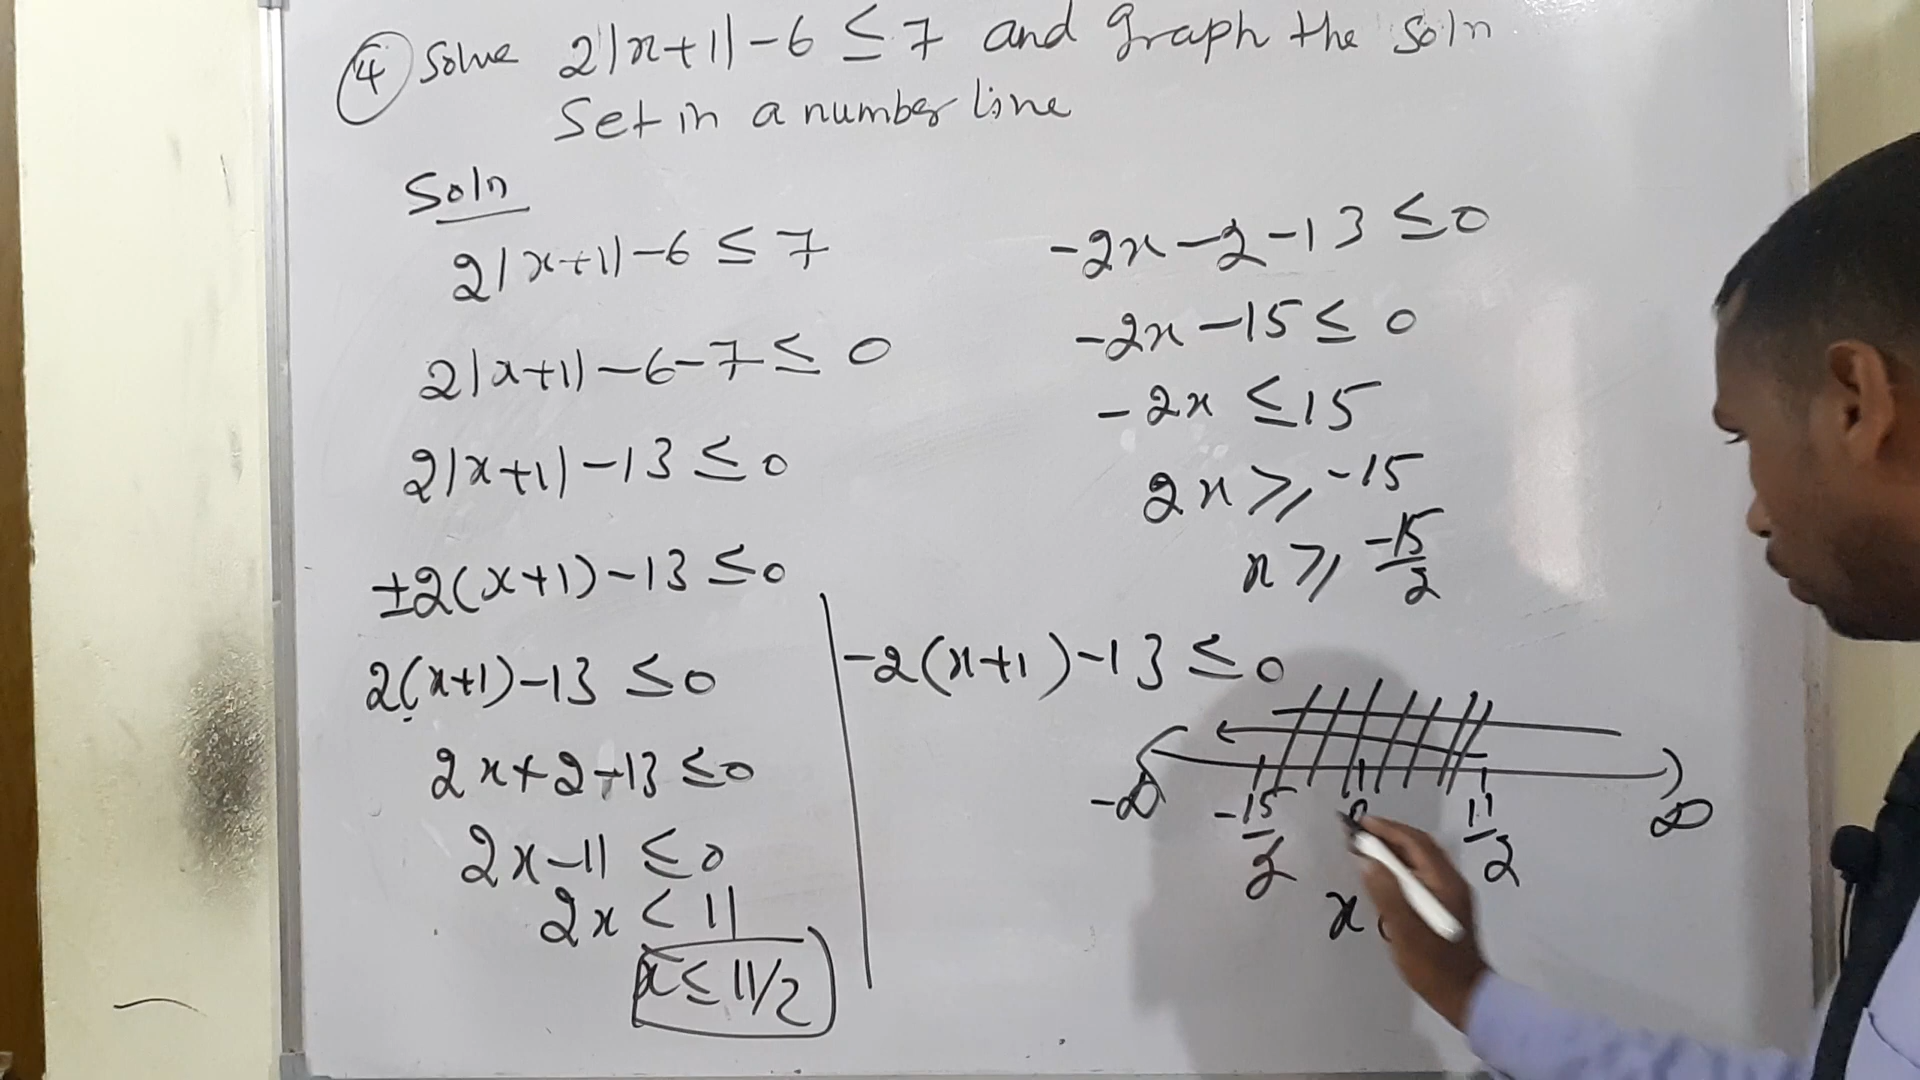 ④ Solve 2|x+1|-6 ≤ 7 and graph the soln
Set in a number line
Soln
2|x+1|-6 ≤ 7
2|x+1|-6-7 ≤ 0
2|x+1|-13 ≤ 0
±2(x+1)-13 ≤ 0
2(x+1)-13 ≤ 0
2x+2-13 ≤ 0
2x-11 ≤ 0
2x < 11
x ≤ 11/2
-2(x+1)-13 ≤ 0
-2x-2-13 ≤ 0
-2x-15 ≤ 0
-2x ≤ 15
2x ⩾ -15
x ⩾ -15/2
-∞ -15/2 11/2 ∞
x